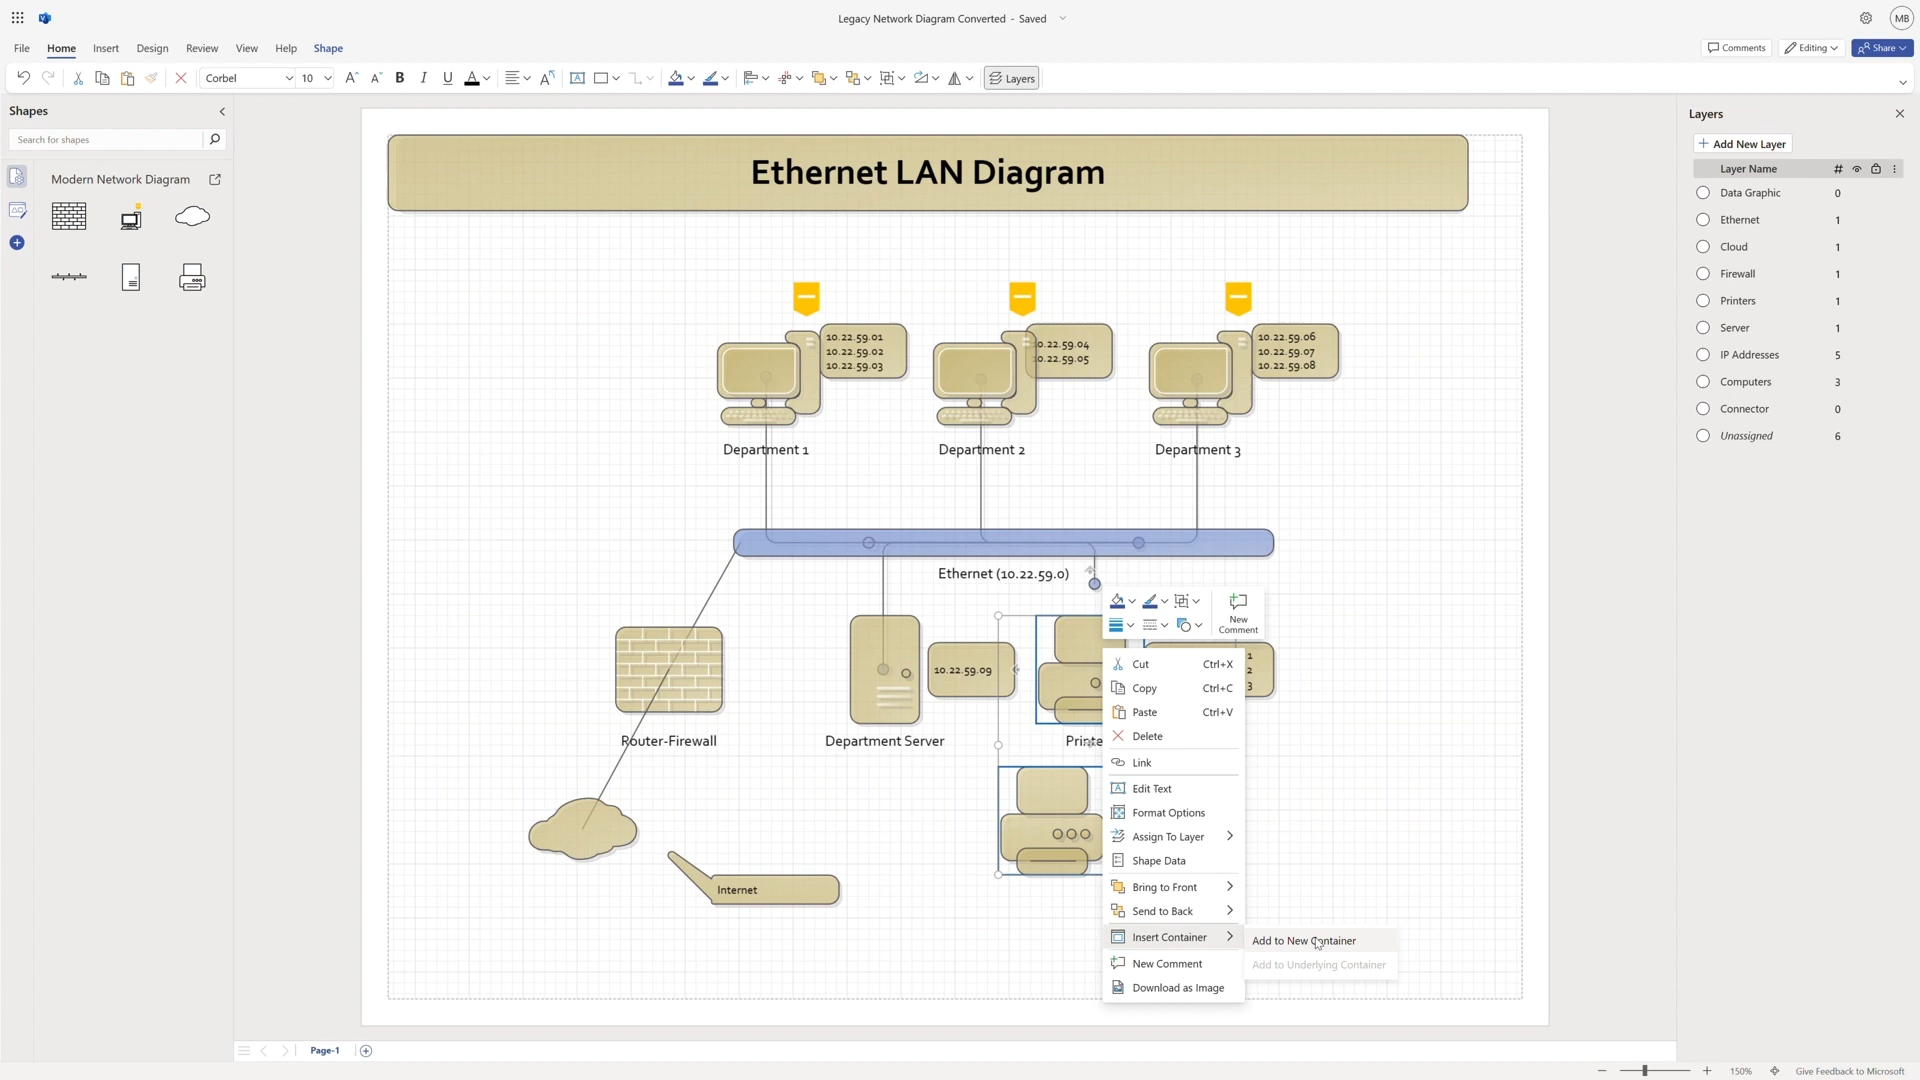 Legacy Network Diagram Converted - Saved
MB
File Home Insert Design Review View Help Shape
Comments Editing Share
Corbel 10 Layers
Shapes
Search for shapes
Modern Network Diagram
Ethernet LAN Diagram
10.22.59.01
10.22.59.02
10.22.59.03
Department 1
10.22.59.04
10.22.59.05
Department 2
10.22.59.06
10.22.59.07
10.22.59.08
Department 3
Ethernet (10.22.59.0)
Router-Firewall
10.22.59.09
Department Server
1
2
3
Internet
New
Comment
Cut Ctrl+X
Copy Ctrl+C
Paste Ctrl+V
Delete
Link
Edit Text
Format Options
Assign To Layer
Shape Data
Bring to Front
Send to Back
Insert Container
Add to New Container
Add to Underlying Container
New Comment
Download as Image
Layers
Add New Layer
Layer Name #
Data Graphic 0
Ethernet 1
Cloud 1
Firewall 1
Printers 1
Server 1
IP Addresses 5
Computers 3
Connector 0
Unassigned 6
Page-1
150% Give Feedback to Microsoft